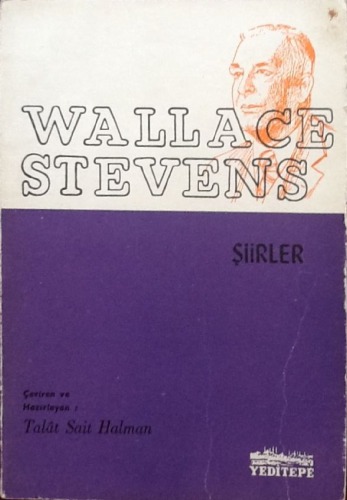 WALLACE
STEVENS
ŞİİRLER
Çeviren ve
Hazırlayan :
Talât Sait Halman
YEDİTEPE